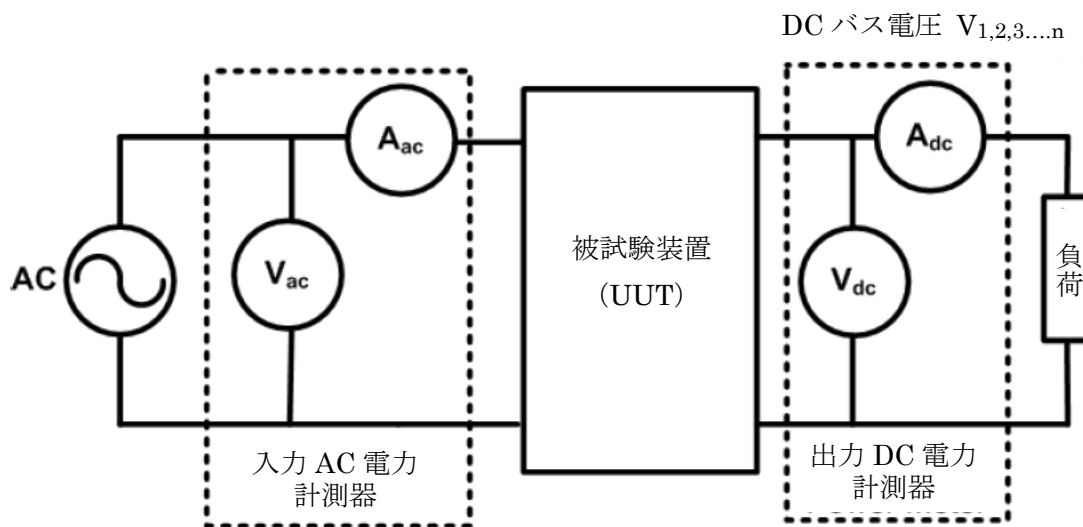 DC バス電圧 V1,2,3....n
Aac
Adc
AC
Vac
被試験装置
（UUT）
Vdc
負
荷
入力 AC 電力
計測器
出力 DC 電力
計測器